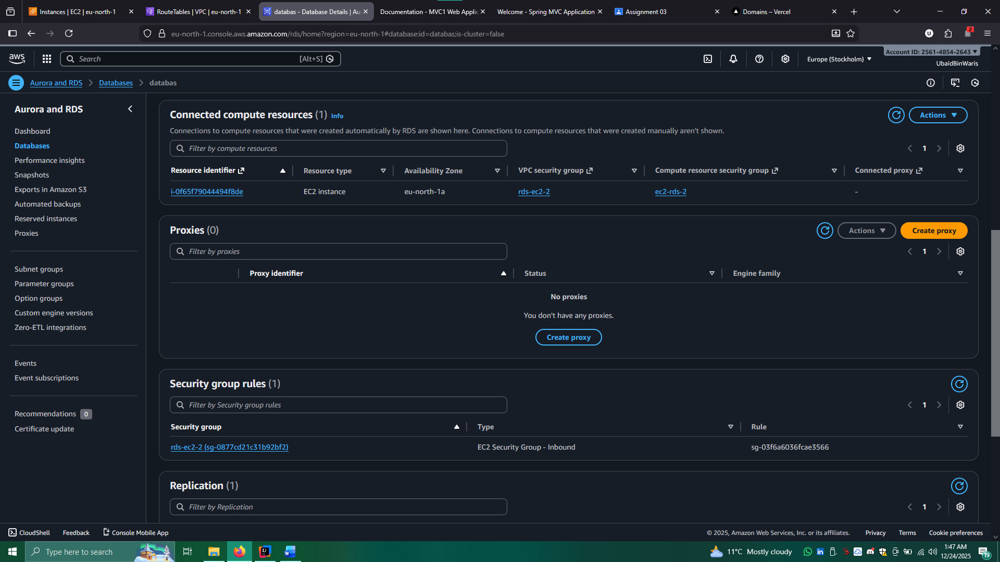 Instances | EC2 | eu-north-1
RouteTables | VPC | eu-north-1
databas - Database Details | Au
Documentation - MVC1 Web Applic
Welcome - Spring MVC Application
Assignment 03
Domains – Vercel
eu-north-1.console.aws.amazon.com/rds/home?region=eu-north-1#database:id=databas;is-cluster=false
U
2
aws
Search
[Alt+S]
Europe (Stockholm)
Account ID: 2561-4854-2643
UbaidBinWaris
Aurora and RDS
Databases
databas
Aurora and RDS
Dashboard
Databases
Performance insights
Snapshots
Exports in Amazon S3
Automated backups
Reserved instances
Proxies
Subnet groups
Parameter groups
Option groups
Custom engine versions
Zero-ETL integrations
Events
Event subscriptions
Recommendations 0
Certificate update
Connected compute resources (1) Info
Actions
Connections to compute resources that were created automatically by RDS are shown here. Connections to compute resources that were created manually aren't shown.
Filter by compute resources
1
Resource identifier Resource type Availability Zone VPC security group Compute resource security group Connected proxy
i-0f65f79044494f8de EC2 instance eu-north-1a rds-ec2-2 ec2-rds-2 -
Proxies (0)
Actions
Create proxy
Filter by proxies
1
Proxy identifier Status Engine family
No proxies
You don't have any proxies.
Create proxy
Security group rules (1)
Filter by Security group rules
1
Security group Type Rule
rds-ec2-2 (sg-0877cd21c31b92bf2) EC2 Security Group - Inbound sg-03f6a6036fcae3566
Replication (1)
Filter by Replication
1
CloudShell Feedback Console Mobile App
© 2025, Amazon Web Services, Inc. or its affiliates. Privacy Terms Cookie preferences
Type here to search
11°C Mostly cloudy
1:47 AM
12/24/2025
19